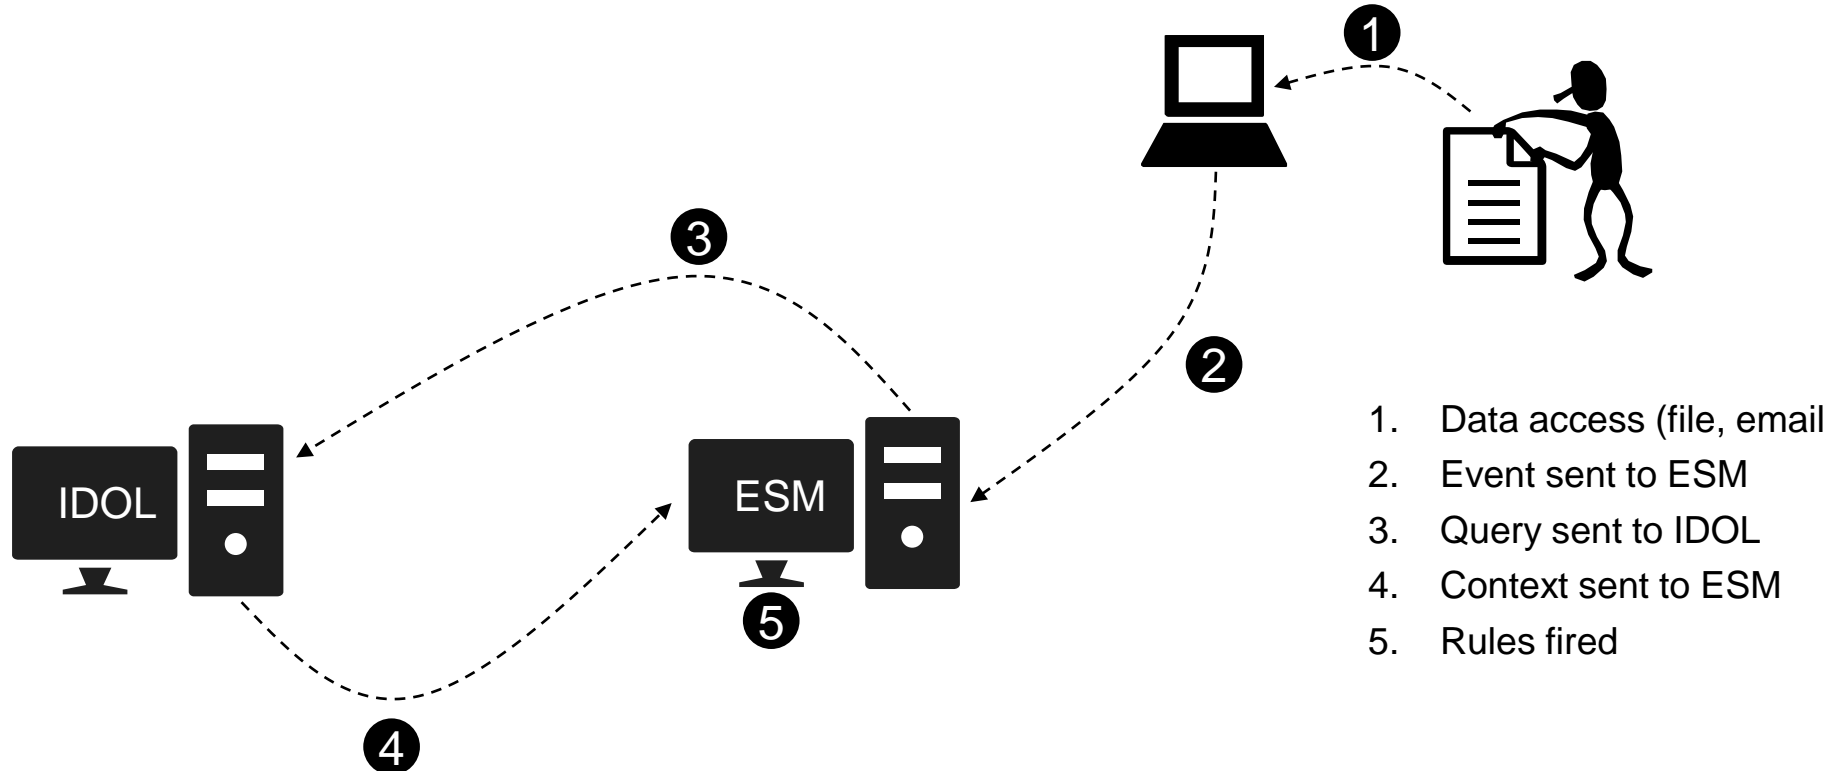 1
3
2
IDOL
ESM
5
4
1. Data access (file, email
2. Event sent to ESM
3. Query sent to IDOL
4. Context sent to ESM
5. Rules fired